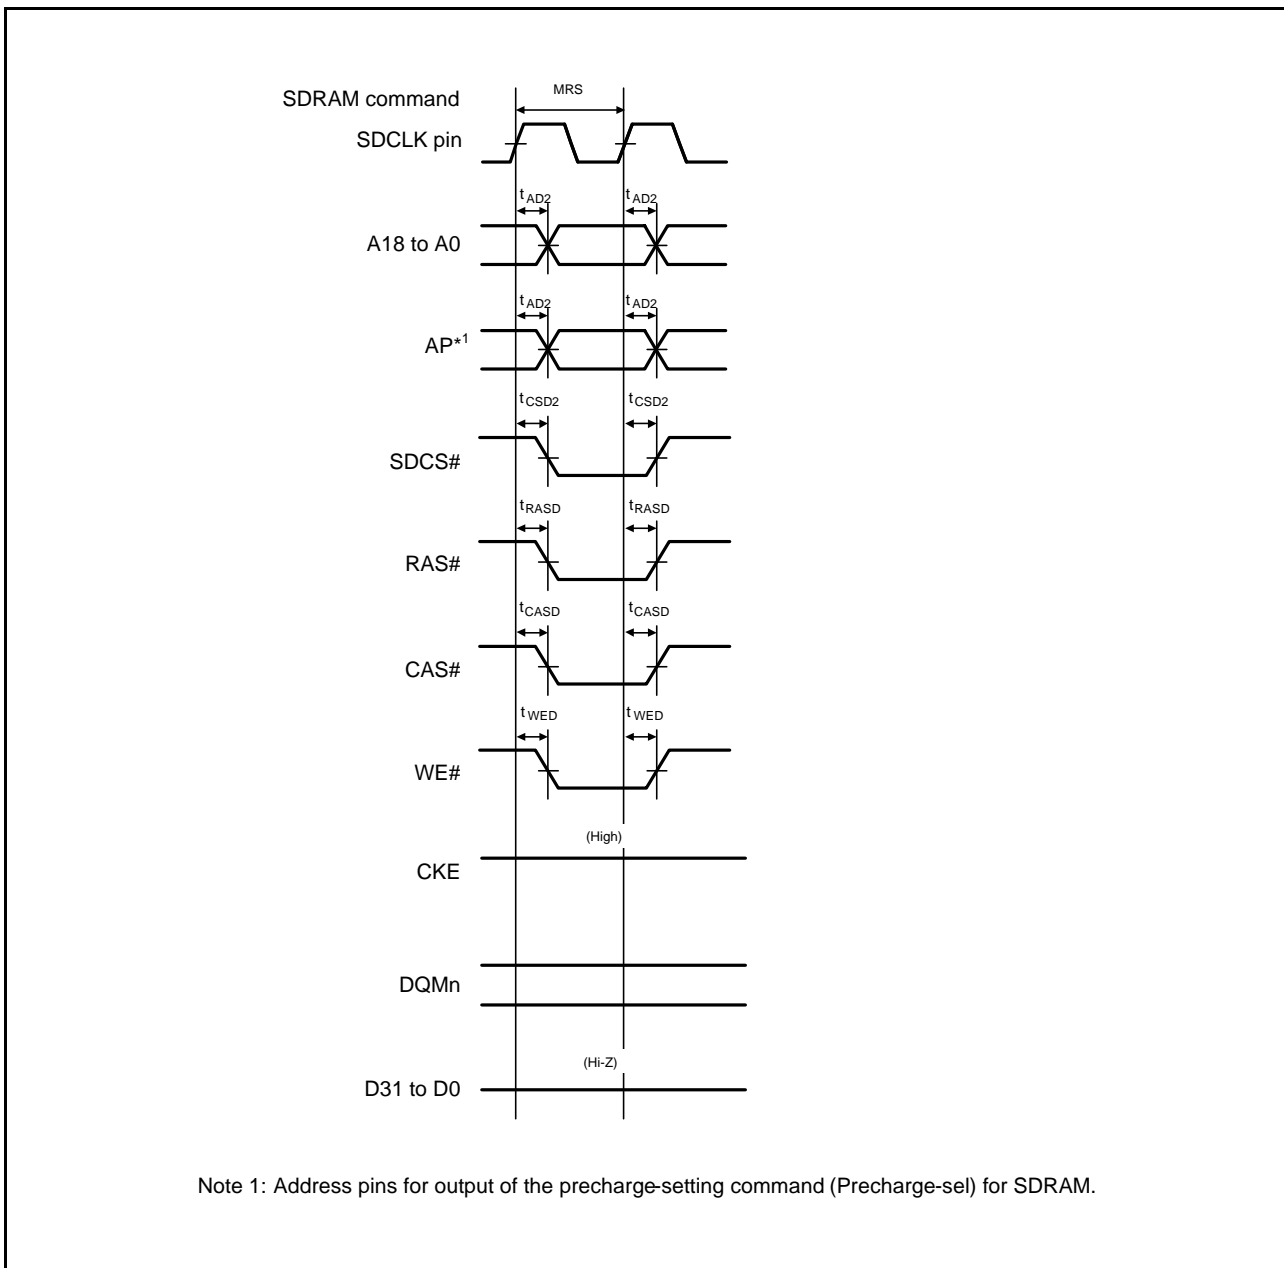 SDRAM command
MRS
SDCLK pin
tAD2 tAD2
A18 to A0
tAD2 tAD2
AP*1
tCSD2 tCSD2
SDCS#
tRASD tRASD
RAS#
tCASD tCASD
CAS#
tWED tWED
WE#
(High)
CKE
DQMn
(Hi-Z)
D31 to D0
Note 1: Address pins for output of the precharge-setting command (Precharge-sel) for SDRAM.